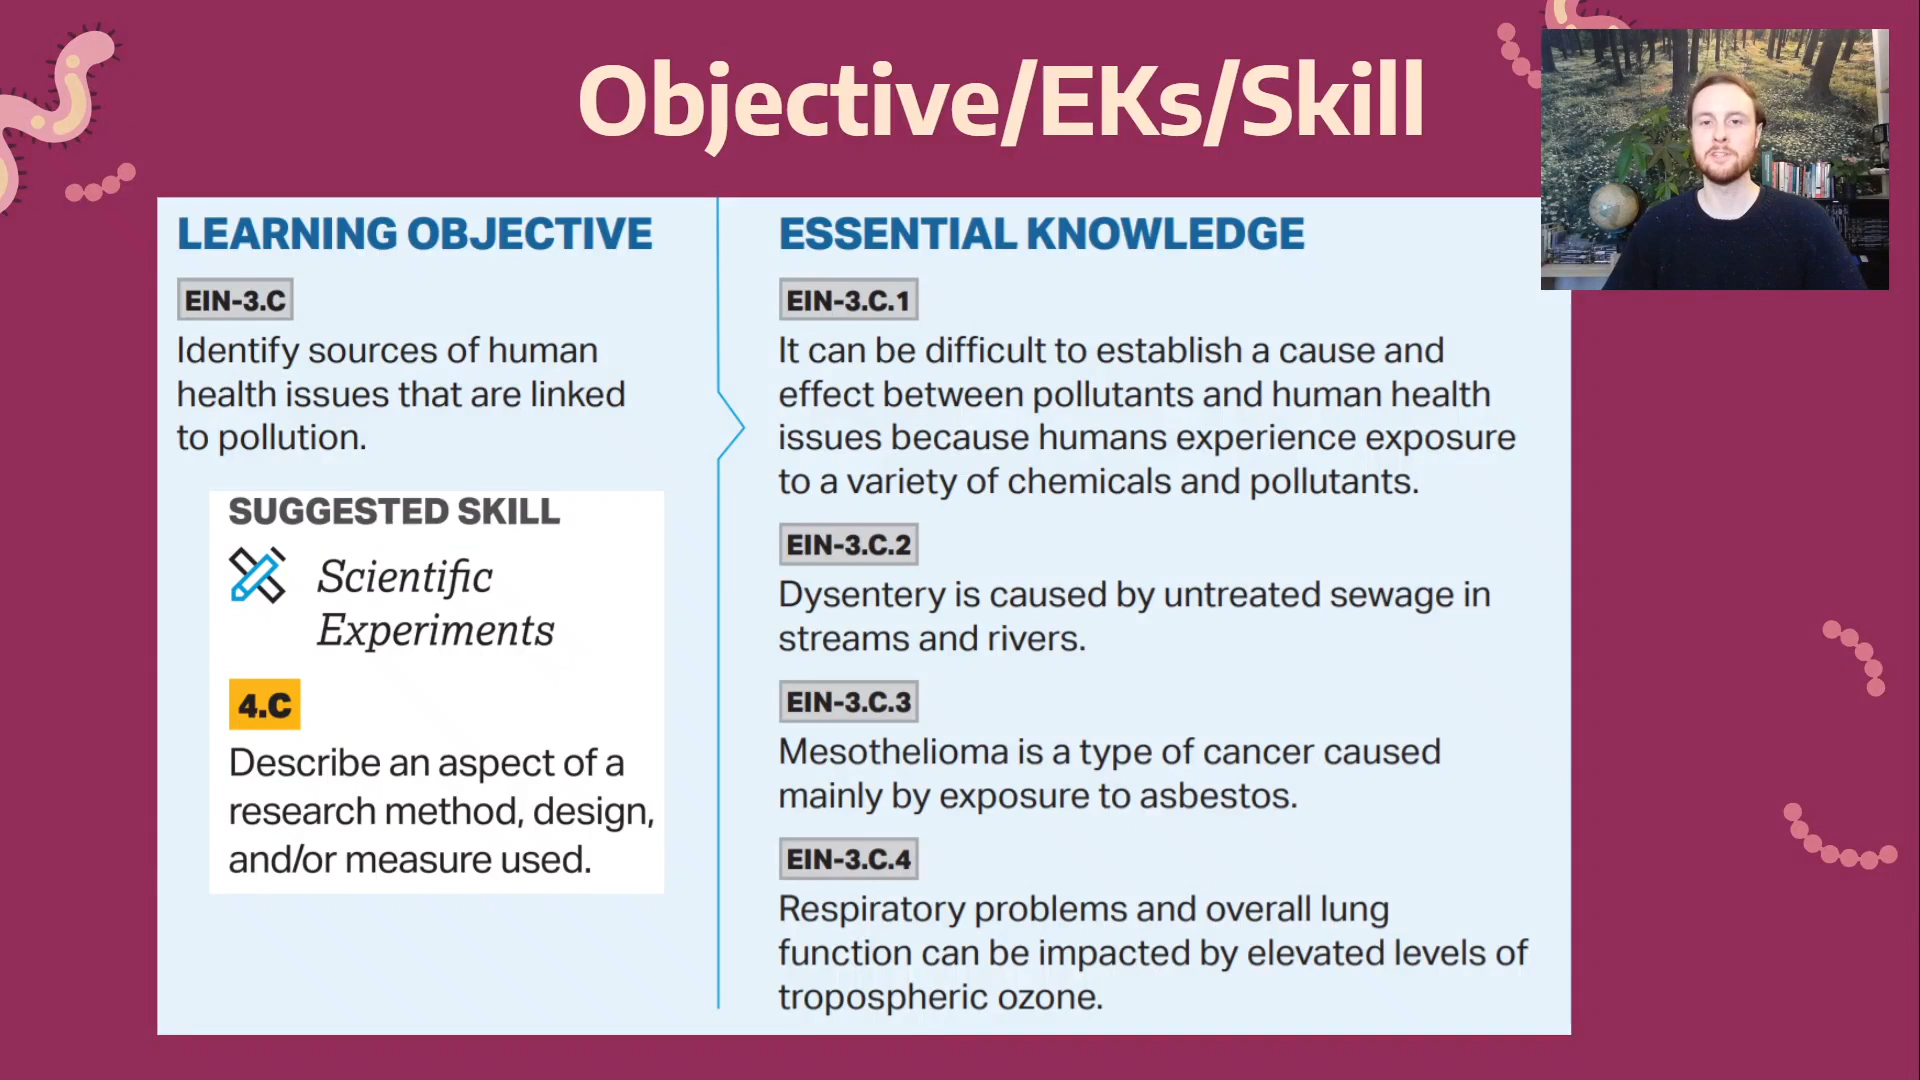 Objective/EKs/Skill
LEARNING OBJECTIVE
EIN-3.C
Identify sources of human
health issues that are linked
to pollution.
SUGGESTED SKILL
Scientific
Experiments
4.C
Describe an aspect of a
research method, design,
and/or measure used.
ESSENTIAL KNOWLEDGE
EIN-3.C.1
It can be difficult to establish a cause and
effect between pollutants and human health
issues because humans experience exposure
to a variety of chemicals and pollutants.
EIN-3.C.2
Dysentery is caused by untreated sewage in
streams and rivers.
EIN-3.C.3
Mesothelioma is a type of cancer caused
mainly by exposure to asbestos.
EIN-3.C.4
Respiratory problems and overall lung
function can be impacted by elevated levels of
tropospheric ozone.